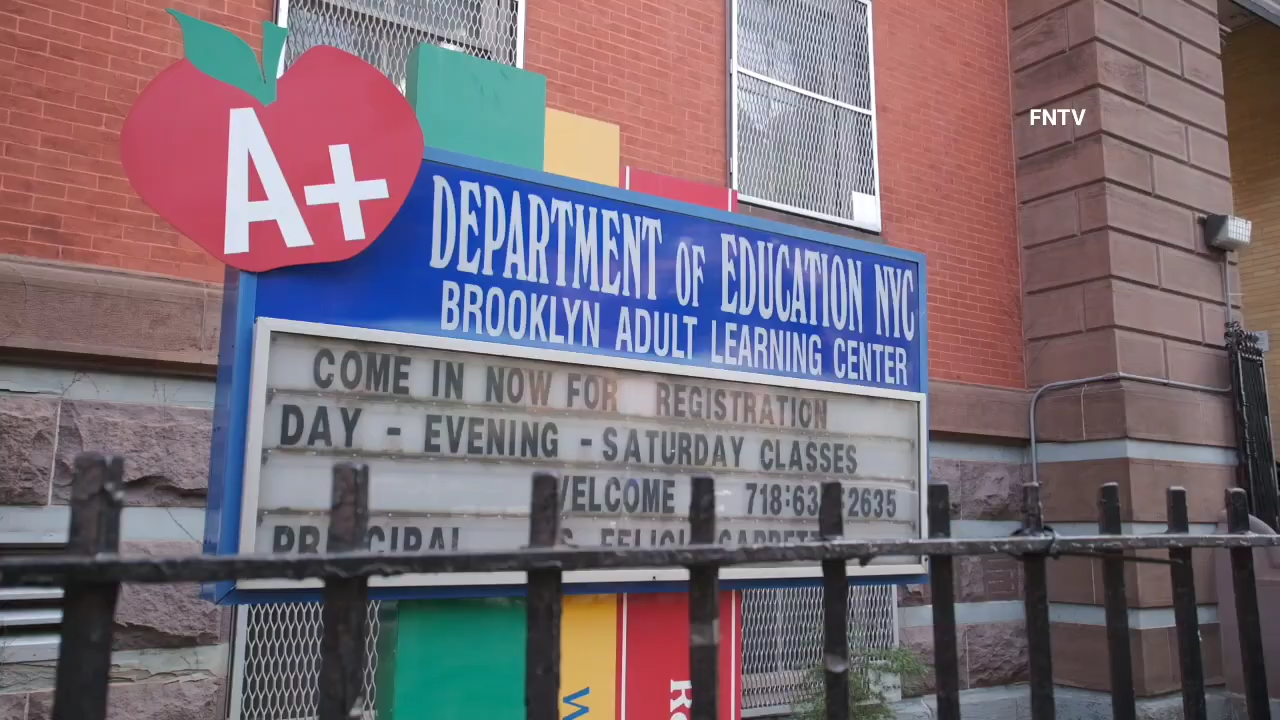 A+
FNTV
DEPARTMENT OF EDUCATION NYC
BROOKLYN ADULT LEARNING CENTER
COME IN NOW FOR REGISTRATION
DAY - EVENING - SATURDAY CLASSES
WELCOME
PRINCIPAL